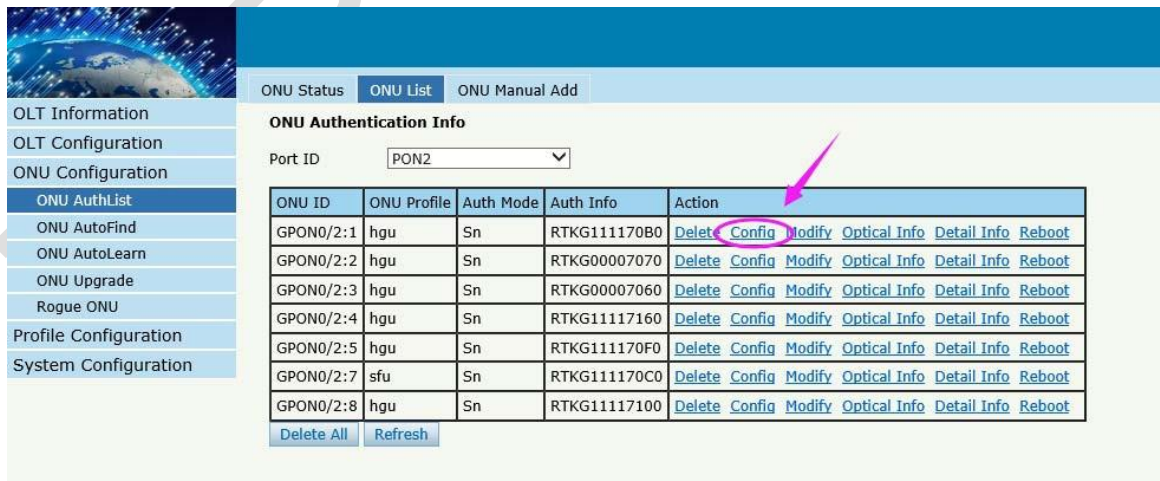 ONU Status ONU List ONU Manual Add
OLT Information
OLT Configuration
ONU Configuration
ONU AuthList
ONU AutoFind
ONU AutoLearn
ONU Upgrade
Rogue ONU
Profile Configuration
System Configuration
ONU Authentication Info
Port ID PON2
ONU ID ONU Profile Auth Mode Auth Info Action
GPON0/2:1 hgu Sn RTKG111170B0 Delete Config Modify Optical Info Detail Info Reboot
GPON0/2:2 hgu Sn RTKG00007070 Delete Config Modify Optical Info Detail Info Reboot
GPON0/2:3 hgu Sn RTKG00007060 Delete Config Modify Optical Info Detail Info Reboot
GPON0/2:4 hgu Sn RTKG11117160 Delete Config Modify Optical Info Detail Info Reboot
GPON0/2:5 hgu Sn RTKG111170F0 Delete Config Modify Optical Info Detail Info Reboot
GPON0/2:7 sfu Sn RTKG111170C0 Delete Config Modify Optical Info Detail Info Reboot
GPON0/2:8 hgu Sn RTKG11117100 Delete Config Modify Optical Info Detail Info Reboot
Delete All Refresh